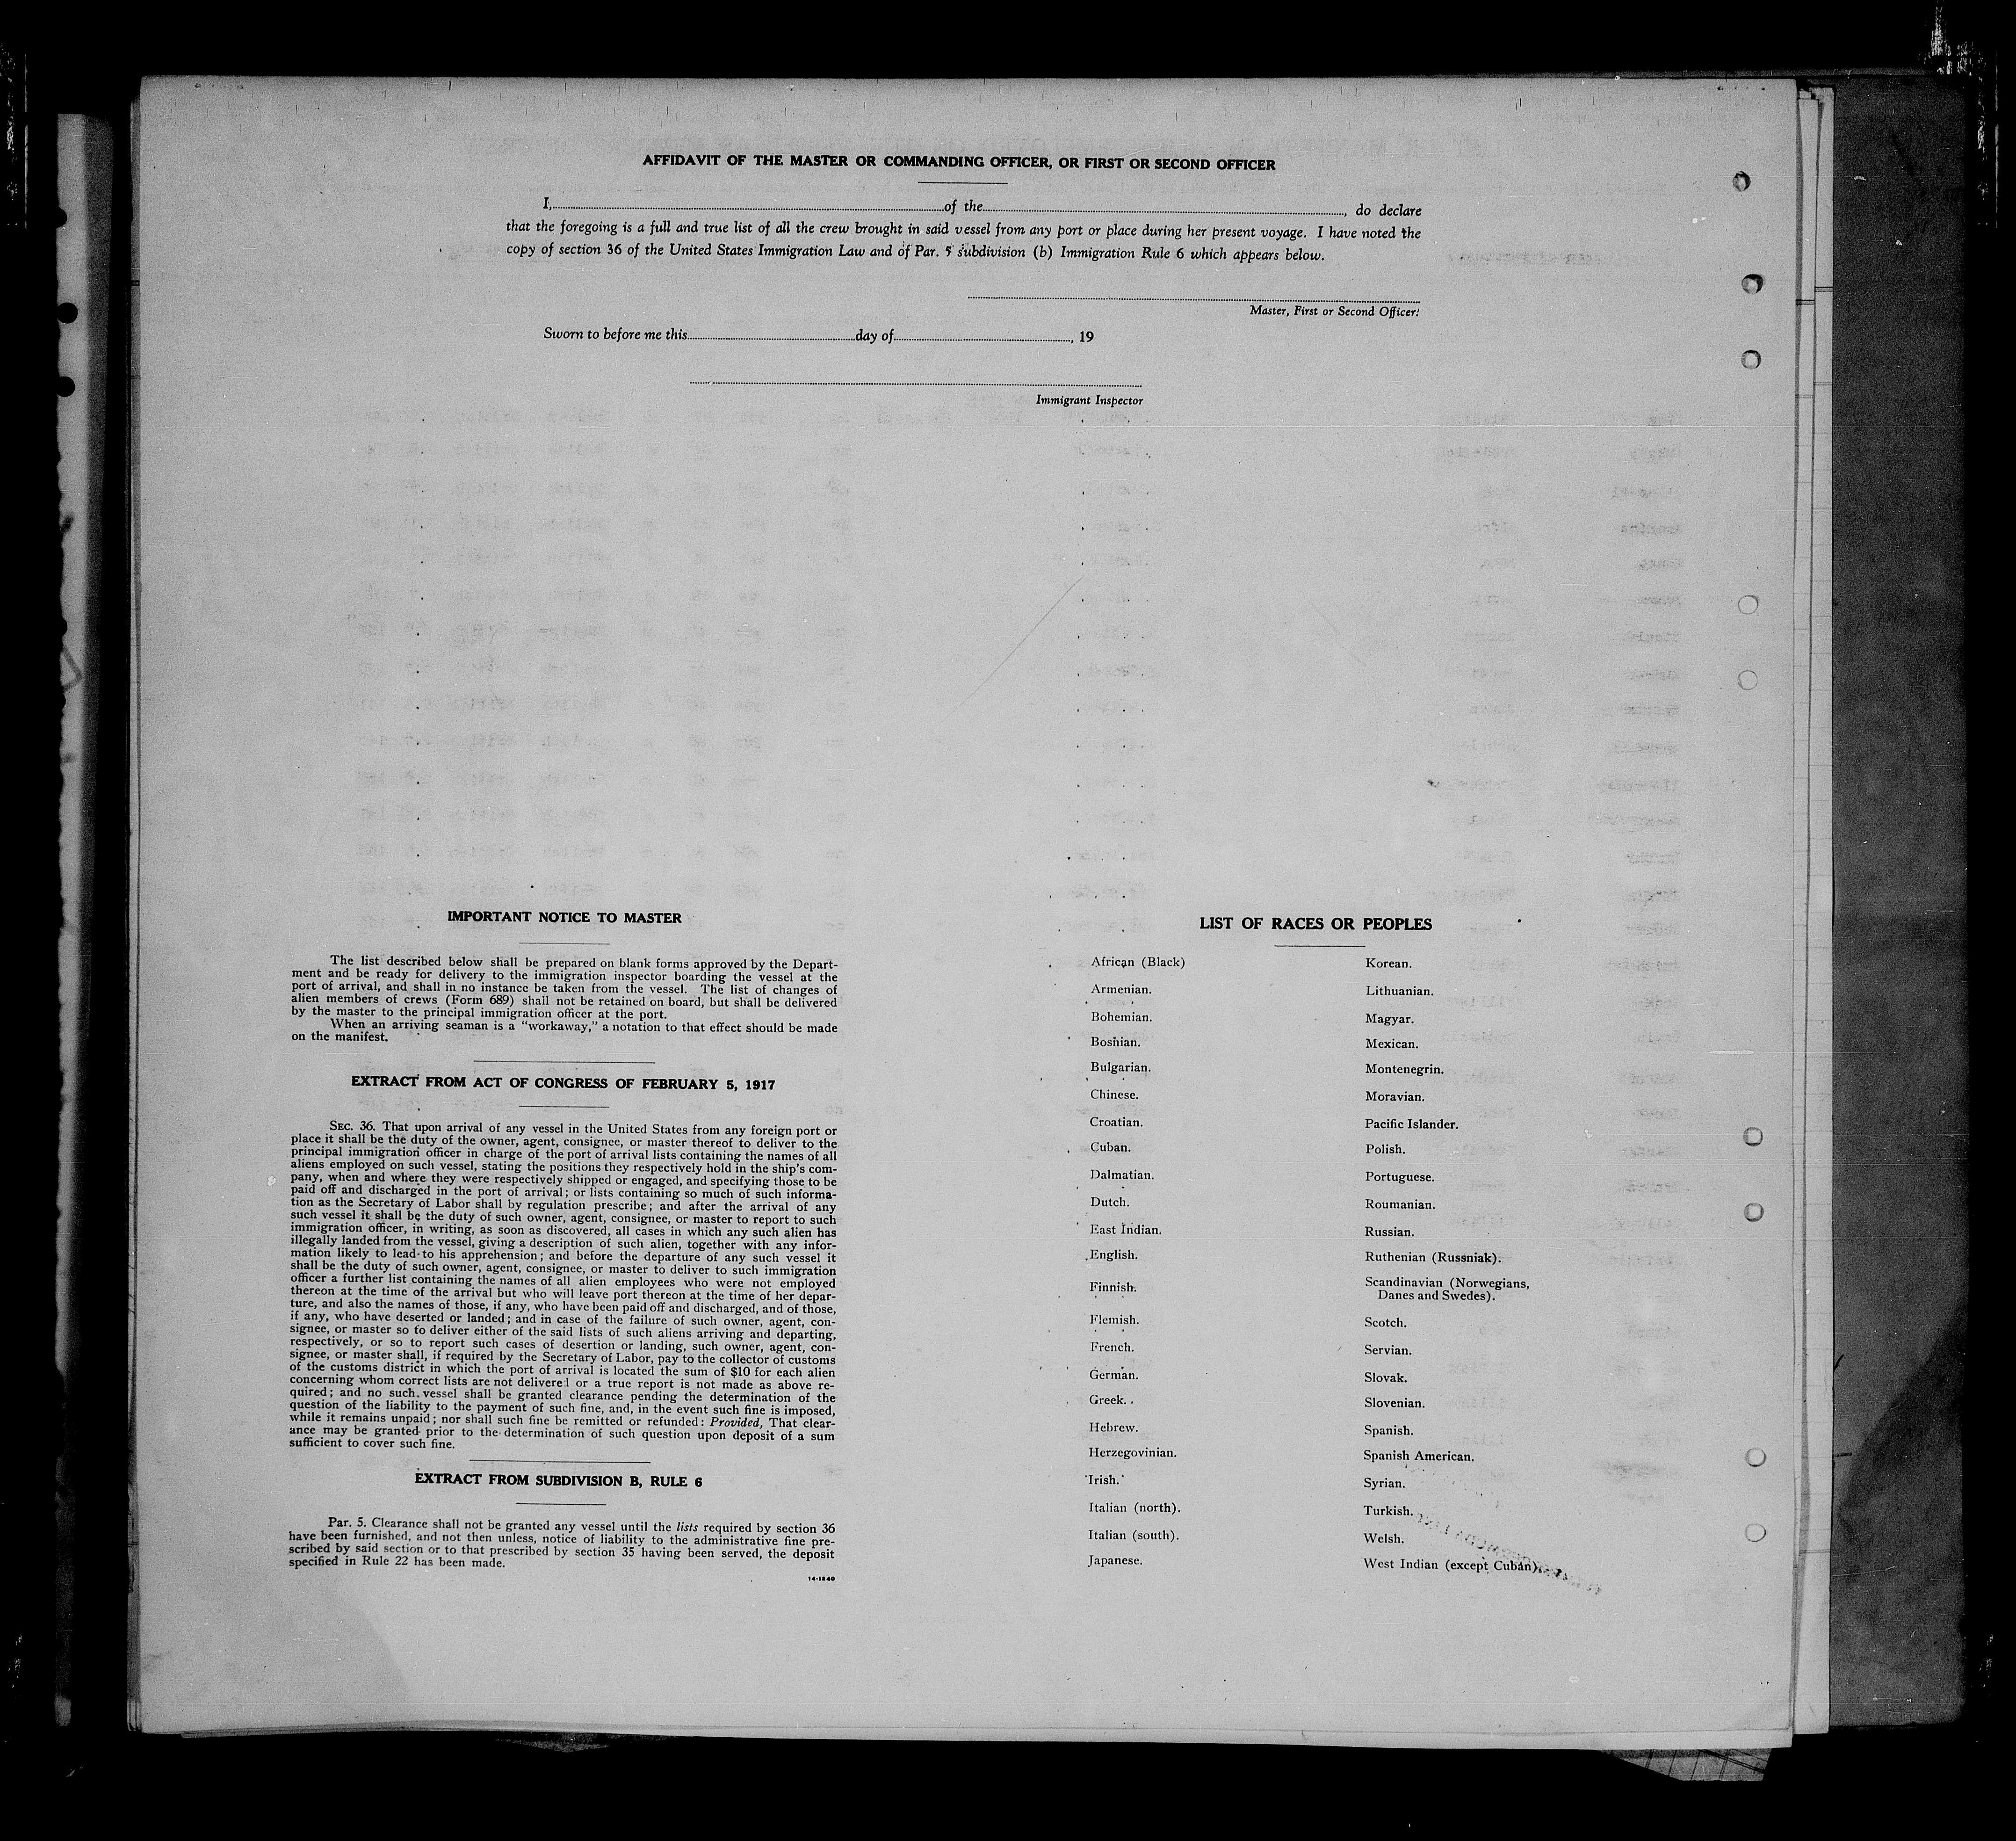 AFFIDAVIT OF THE MASTER OR COMMANDING OFFICER, OR FIRST OR SECOND OFFICER
I, of the , do declare
that the foregoing is a full and true list of all the crew brought in said vessel from any port or place during her present voyage. I have noted the
copy of section 36 of the United States Immigration Law and of Par. 5 subdivision (b) Immigration Rule 6 which appears below.
Master, First or Second Officer.
Sworn to before me this day of , 19
Immigrant Inspector
IMPORTANT NOTICE TO MASTER
The list described below shall be prepared on blank forms approved by the Depart-
ment and be ready for delivery to the immigration inspector boarding the vessel at the
port of arrival, and shall in no instance be taken from the vessel. The list of changes of
alien members of crews (Form 689) shall not be retained on board, but shall be delivered
by the master to the principal immigration officer at the port.
When an arriving seaman is a "workaway," a notation to that effect should be made
on the manifest.
EXTRACT FROM ACT OF CONGRESS OF FEBRUARY 5, 1917
SEC. 36. That upon arrival of any vessel in the United States from any foreign port or
place it shall be the duty of the owner, agent, consignee, or master thereof to deliver to the
principal immigration officer in charge of the port of arrival lists containing the names of all
aliens employed on such vessel, stating the positions they respectively hold in the ship's com-
pany, when and where they were respectively shipped or engaged, and specifying those to be
paid off and discharged in the port of arrival; or lists containing so much of such informa-
tion as the Secretary of Labor shall by regulation prescribe; and after the arrival of any
such vessel it shall be the duty of such owner, agent, consignee, or master to report to such
immigration officer, in writing, as soon as discovered, all cases in which any such alien has
illegally landed from the vessel, giving a description of such alien, together with any infor-
mation likely to lead to his apprehension; and before the departure of any such vessel it
shall be the duty of such owner, agent, consignee, or master to deliver to such immigration
officer a further list containing the names of all alien employees who were not employed
thereon at the time of the arrival but who will leave port thereon at the time of her depar-
ture, and also the names of those, if any, who have been paid off and discharged, and of those,
if any, who have deserted or landed; and in case of the failure of such owner, agent, con-
signee, or master so to deliver either of the said lists of such aliens arriving and departing,
respectively, or so to report such cases of desertion or landing, such owner, agent, con-
signee, or master shall, if required by the Secretary of Labor, pay to the collector of customs
of the customs district in which the port of arrival is located the sum of $10 for each alien
concerning whom correct lists are not delivered or a true report is not made as above re-
quired; and no such vessel shall be granted clearance pending the determination of the
question of the liability to the payment of such fine, and, in the event such fine is imposed,
while it remains unpaid; nor shall such fine be remitted or refunded: Provided, That clear-
ance may be granted prior to the determination of such question upon deposit of a sum
sufficient to cover such fine.
EXTRACT FROM SUBDIVISION B, RULE 6
Par. 5. Clearance shall not be granted any vessel until the lists required by section 36
have been furnished, and not then unless, notice of liability to the administrative fine pre-
scribed by said section or to that prescribed by section 35 having been served, the deposit
specified in Rule 22 has been made.
14-1240
LIST OF RACES OR PEOPLES
African (Black)
Armenian.
Bohemian.
Bosnian.
Bulgarian.
Chinese.
Croatian.
Cuban.
Dalmatian.
Dutch.
East Indian.
English.
Finnish.
Flemish.
French.
German.
Greek.
Hebrew.
Herzegovinian.
Irish.
Italian (north).
Italian (south).
Japanese.
Korean.
Lithuanian.
Magyar.
Mexican.
Montenegrin.
Moravian.
Pacific Islander.
Polish.
Portuguese.
Roumanian.
Russian.
Ruthenian (Russniak).
Scandinavian (Norwegians,
Danes and Swedes).
Scotch.
Servian.
Slovak.
Slovenian.
Spanish.
Spanish American.
Syrian.
Turkish.
Welsh.
West Indian (except Cuban).